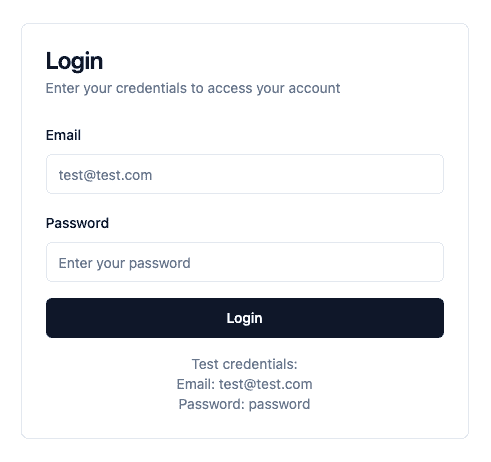 Login
Enter your credentials to access your account
Email
test@test.com
Password
Enter your password
Login
Test credentials:
Email: test@test.com
Password: password